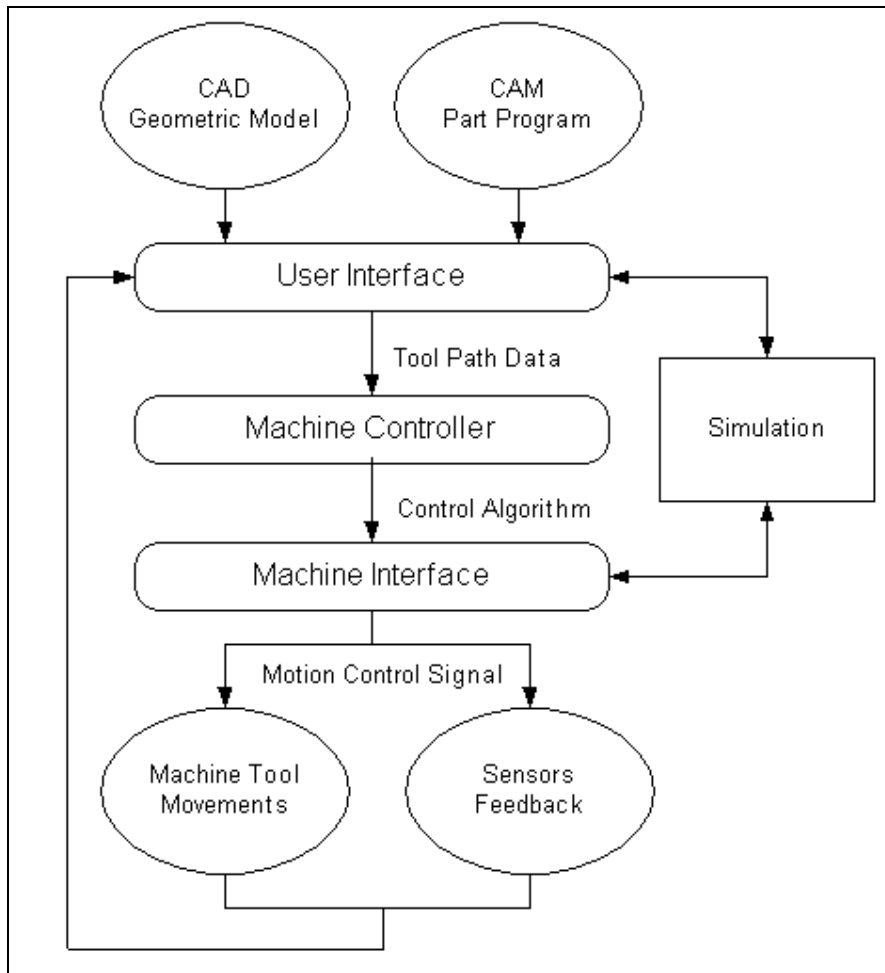 CAD
Geometric Model
CAM
Part Program
User Interface
Tool Path Data
Machine Controller
Simulation
Control Algorithm
Machine Interface
Motion Control Signal
Machine Tool
Movements
Sensors
Feedback